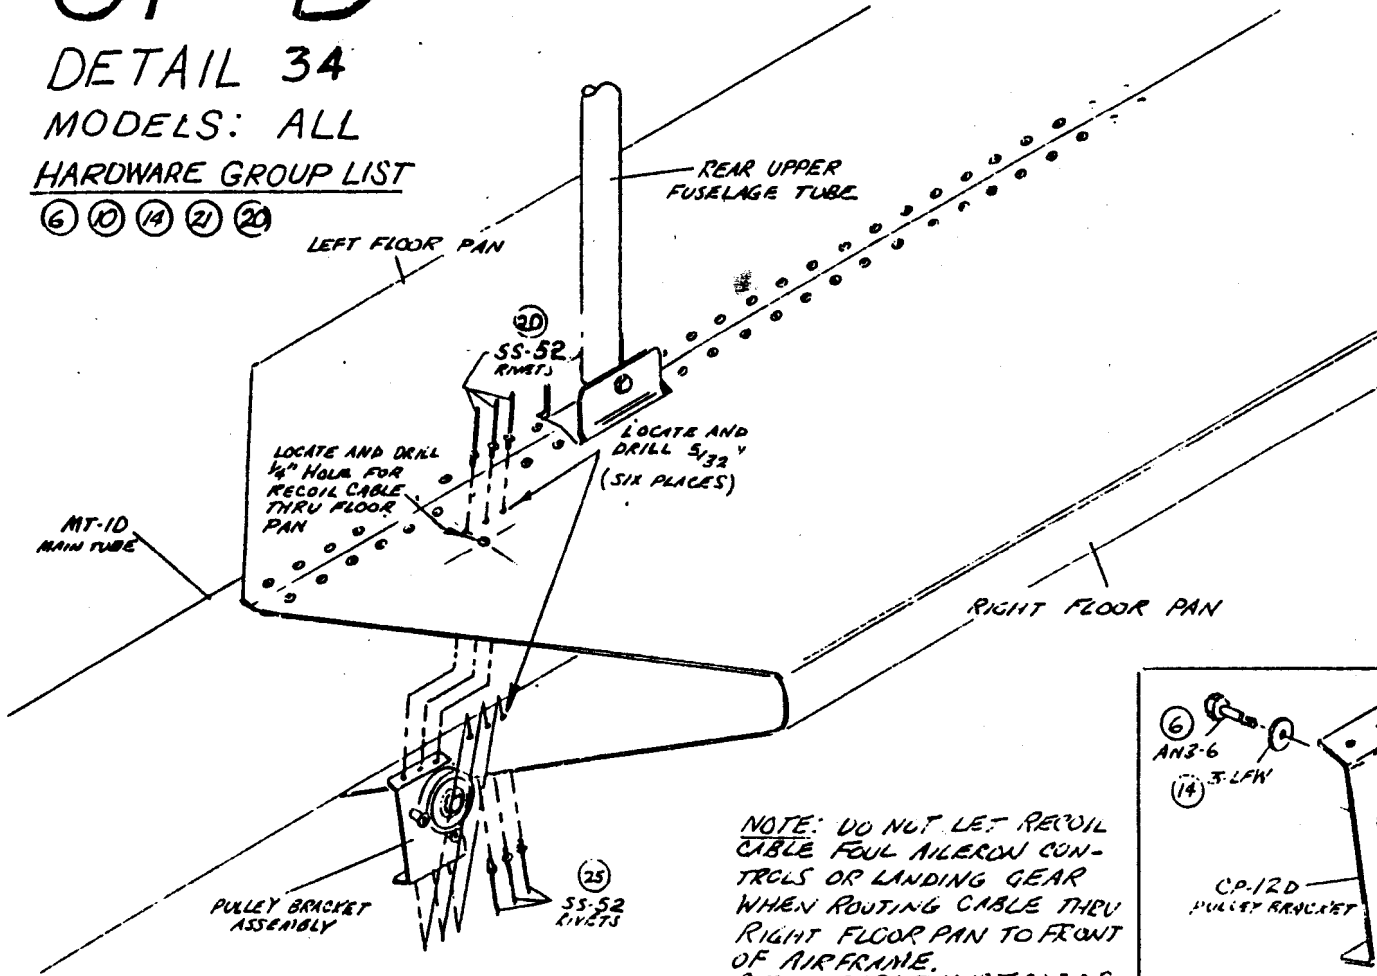 DETAIL 34
MODELS: ALL
HARDWARE GROUP LIST
6 10 14 21 20
LEFT FLOOR PAN
REAR UPPER
FUSELAGE TUBE
20
SS-52
RIVETS
LOCATE AND DRILL
1/4" HOLE FOR
RECOIL CABLE
THRU FLOOR
PAN
LOCATE AND
DRILL 5/32"
(SIX PLACES)
MT-1D
MAIN TUBE
RIGHT FLOOR PAN
PULLEY BRACKET
ASSEMBLY
25
SS-52
RIVETS
NOTE: DO NOT LET RECOIL
CABLE FOUL AILERON CON-
TROLS OR LANDING GEAR
WHEN ROUTING CABLE THRU
RIGHT FLOOR PAN TO FRONT
OF AIRFRAME.
6
AN3-6
14
3-LFW
CP-12D
PULLEY BRACKET